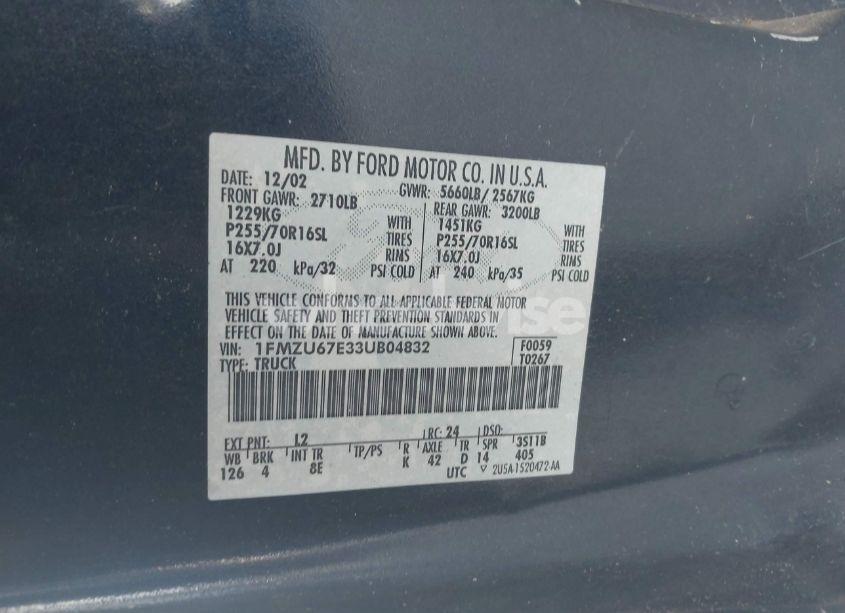 MFD. BY FORD MOTOR CO. IN U.S.A.
DATE: 12/02 GVWR: 5660LB/ 2567KG
FRONT GAWR: 2710LB REAR GAWR: 3200LB
1229KG WITH 1451KG WITH
P255/70R16SL TIRES P255/70R16SL TIRES
16X7.0J RIMS 16X7.0J RIMS
AT 220 kPa/32 PSI COLD AT 240 kPa/35 PSI COLD
THIS VEHICLE CONFORMS TO ALL APPLICABLE FEDERAL MOTOR
VEHICLE SAFETY AND THEFT PREVENTION STANDARDS IN
EFFECT ON THE DATE OF MANUFACTURE SHOWN ABOVE.
VIN: 1FMZU67E33UB04832 F0059
TYPE: TRUCK T0267
EXT PNT: L2 RC: 24 DSO:
WB BRK INT TR TP/PS R AXLE TR SPR 3S11B
126 4 8E K 42 D 14 405
UTC 2U5A-1520472-AA